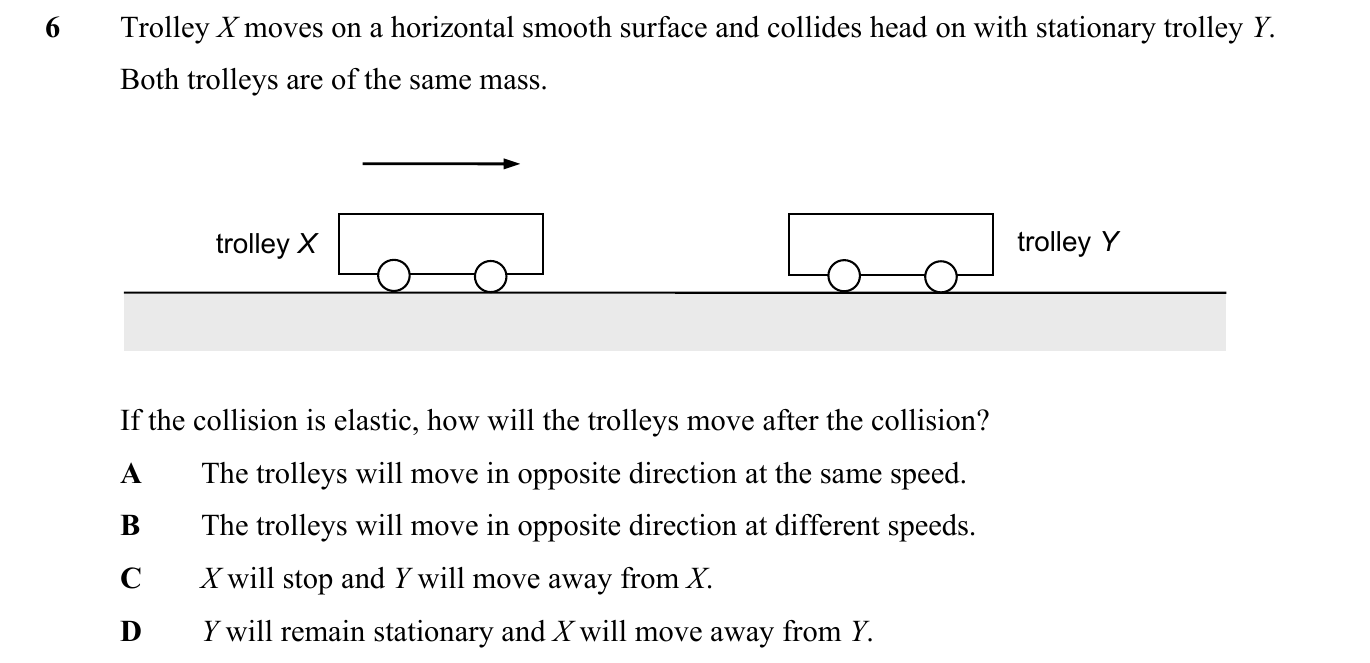 6 Trolley X moves on a horizontal smooth surface and collides head on with stationary trolley Y.
Both trolleys are of the same mass.
trolley X
trolley Y
If the collision is elastic, how will the trolleys move after the collision?
A The trolleys will move in opposite direction at the same speed.
B The trolleys will move in opposite direction at different speeds.
C X will stop and Y will move away from X.
D Y will remain stationary and X will move away from Y.